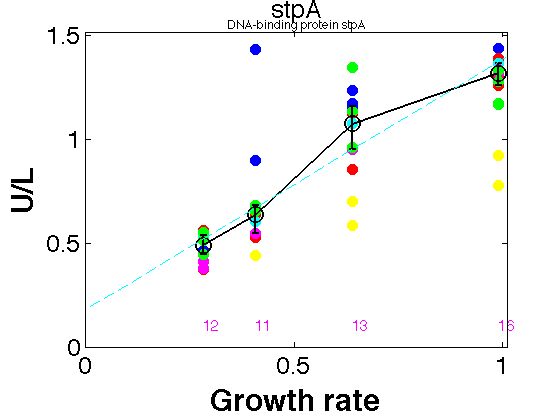 stpA
DNA-binding protein stpA
1.5
1
0.5
0
U/L
12
11
13
16
0
0.5
1
Growth rate